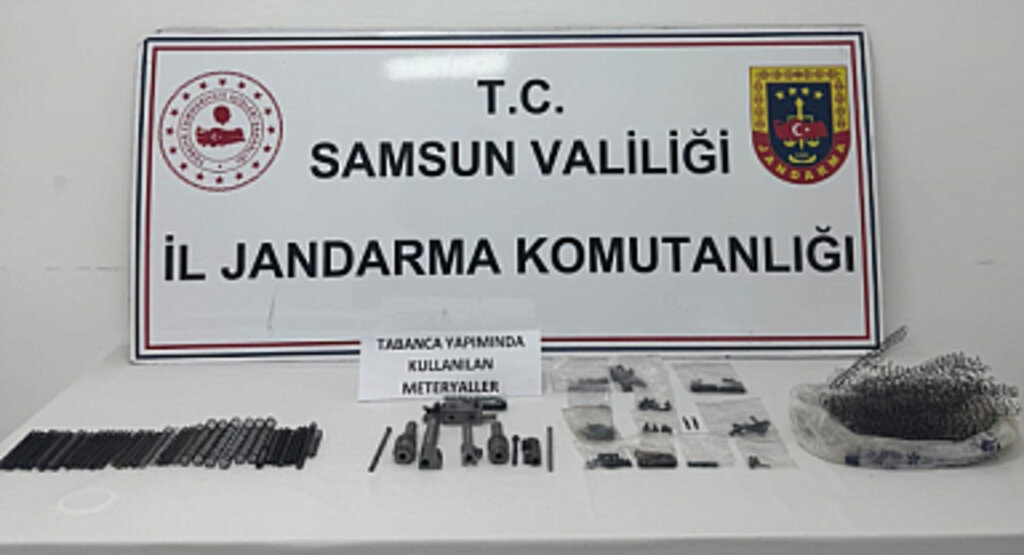 T.C.
SAMSUN VALİLİĞİ
İL JANDARMA KOMUTANLIĞI
JANDARMA
TABANCA YAPIMINDA
KULLANILAN
METERYALLER